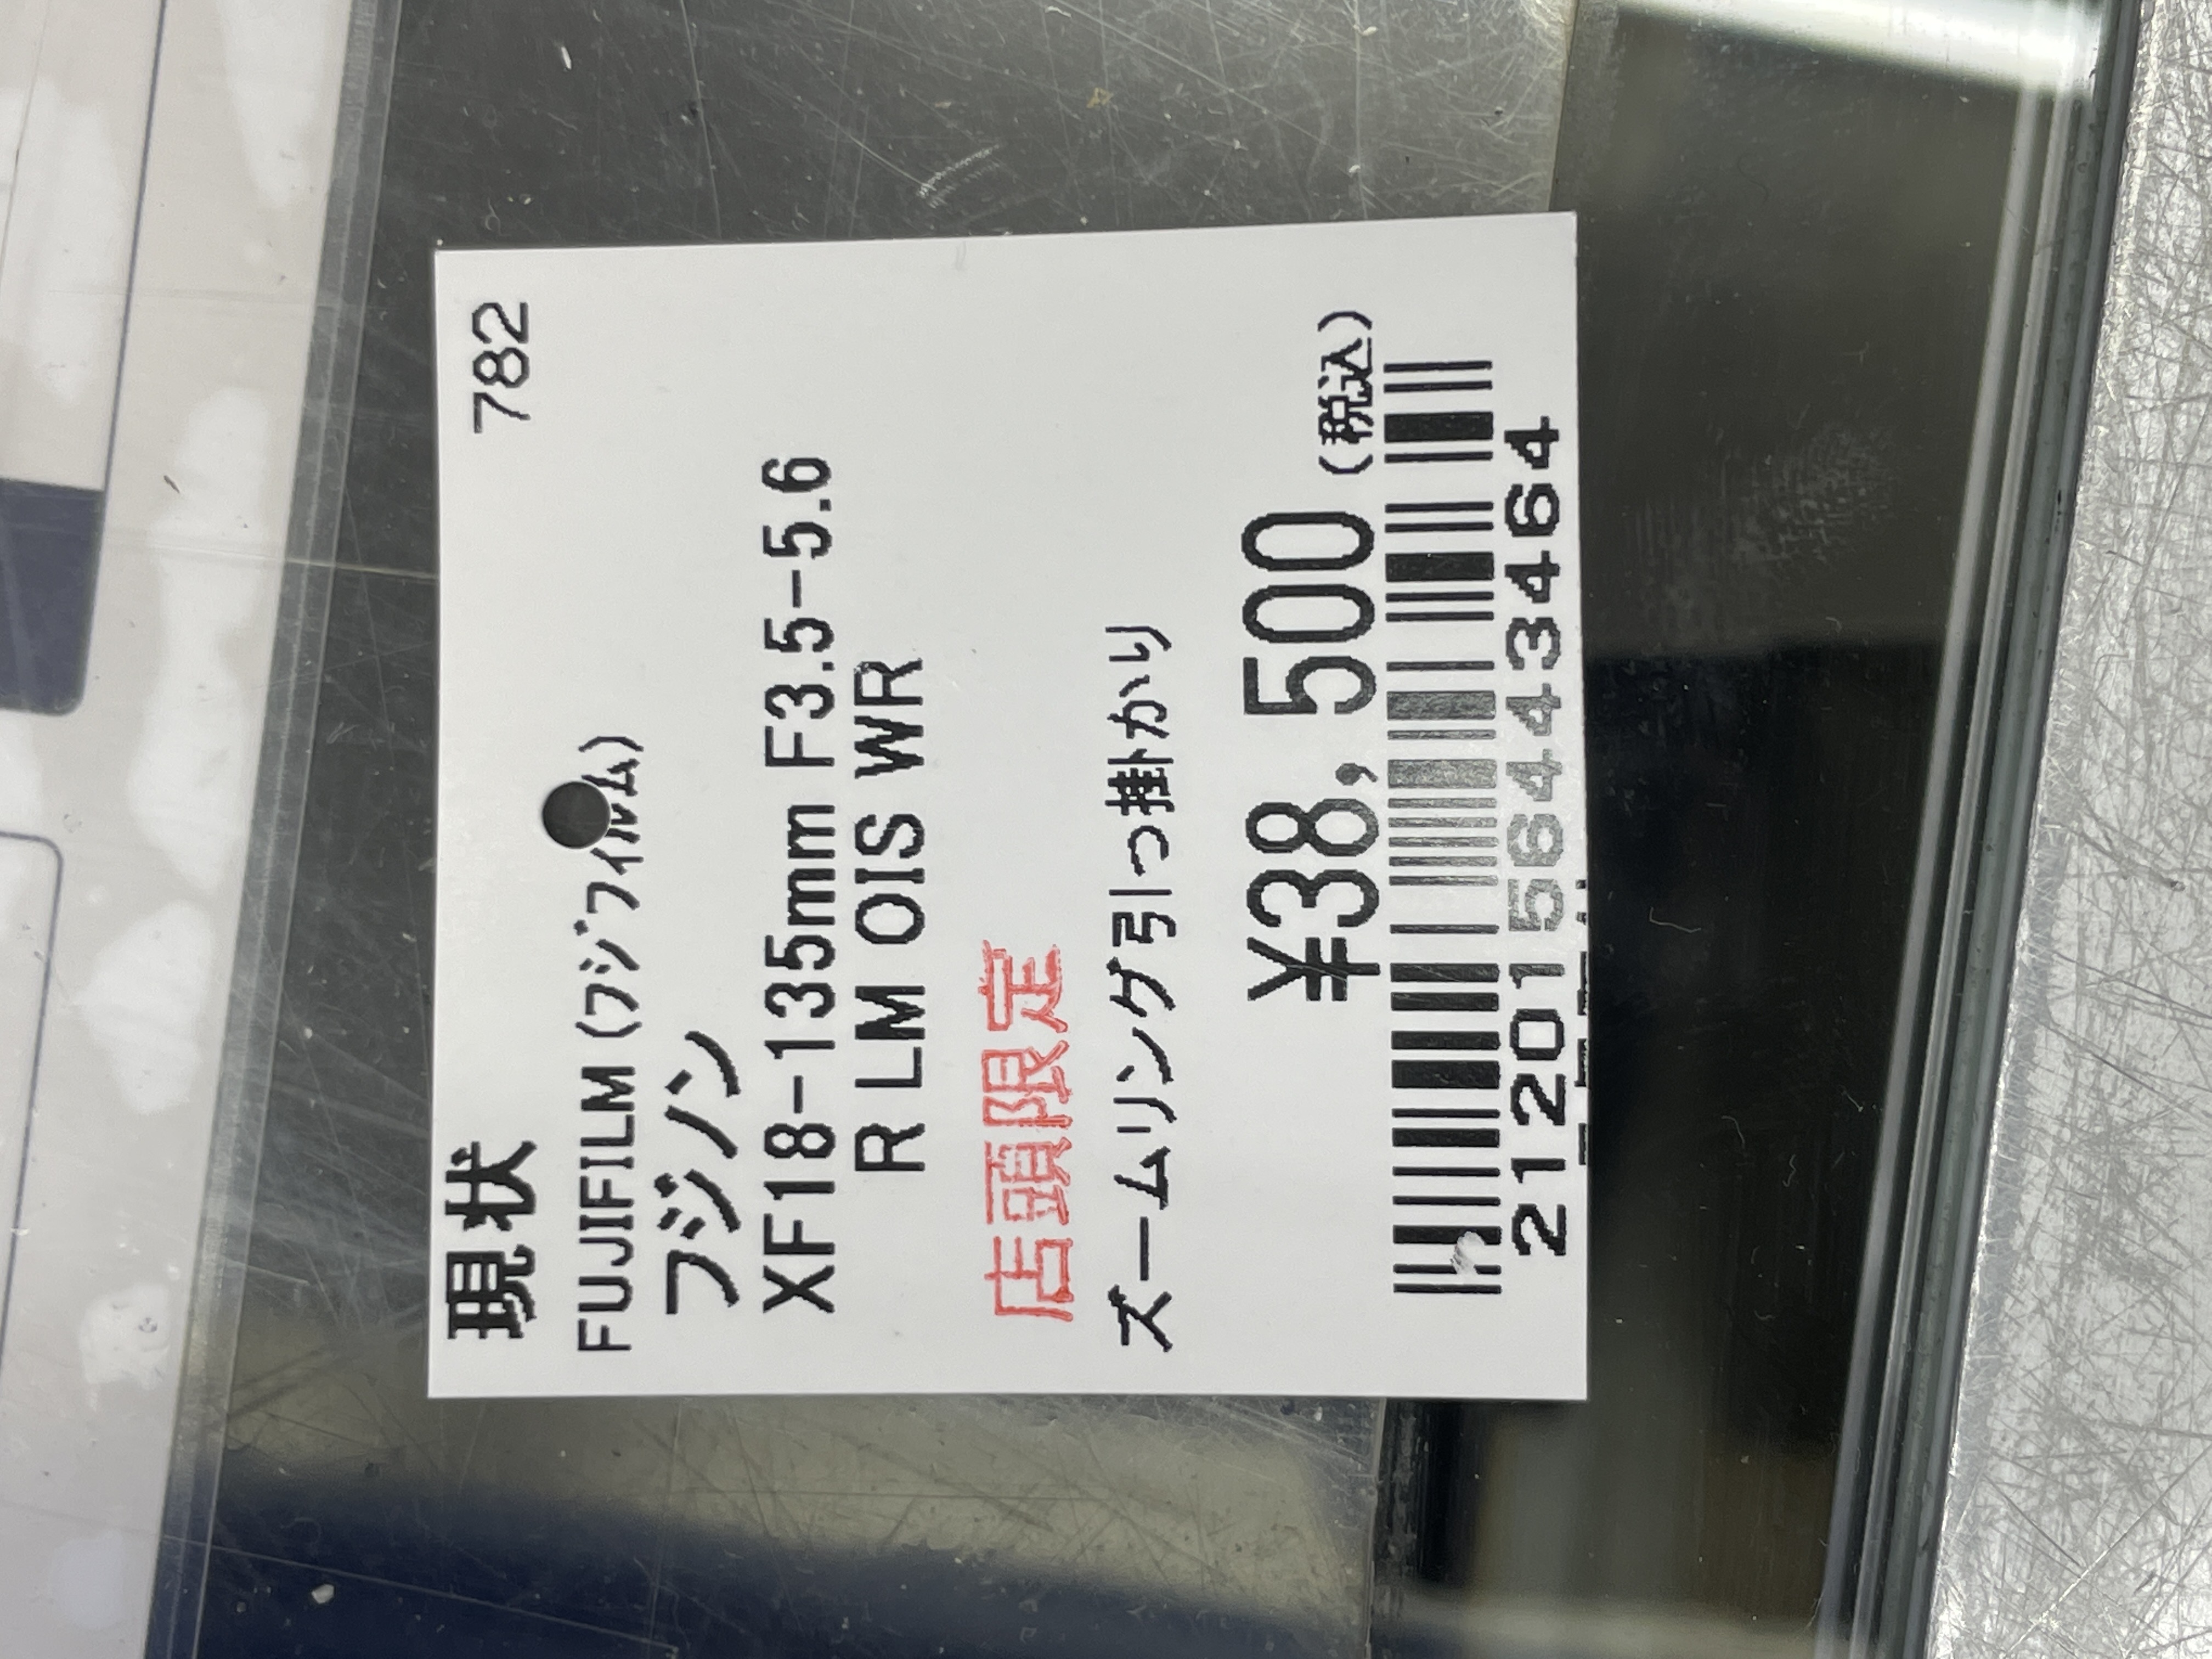 現状 782
FUJIFILM (フジフィルム)
フジノン
XF18-135mm F3.5-5.6
R LM OIS WR
店頭限定
ズームリング引っ掛かり
¥38,500 (税込)
2120156443464